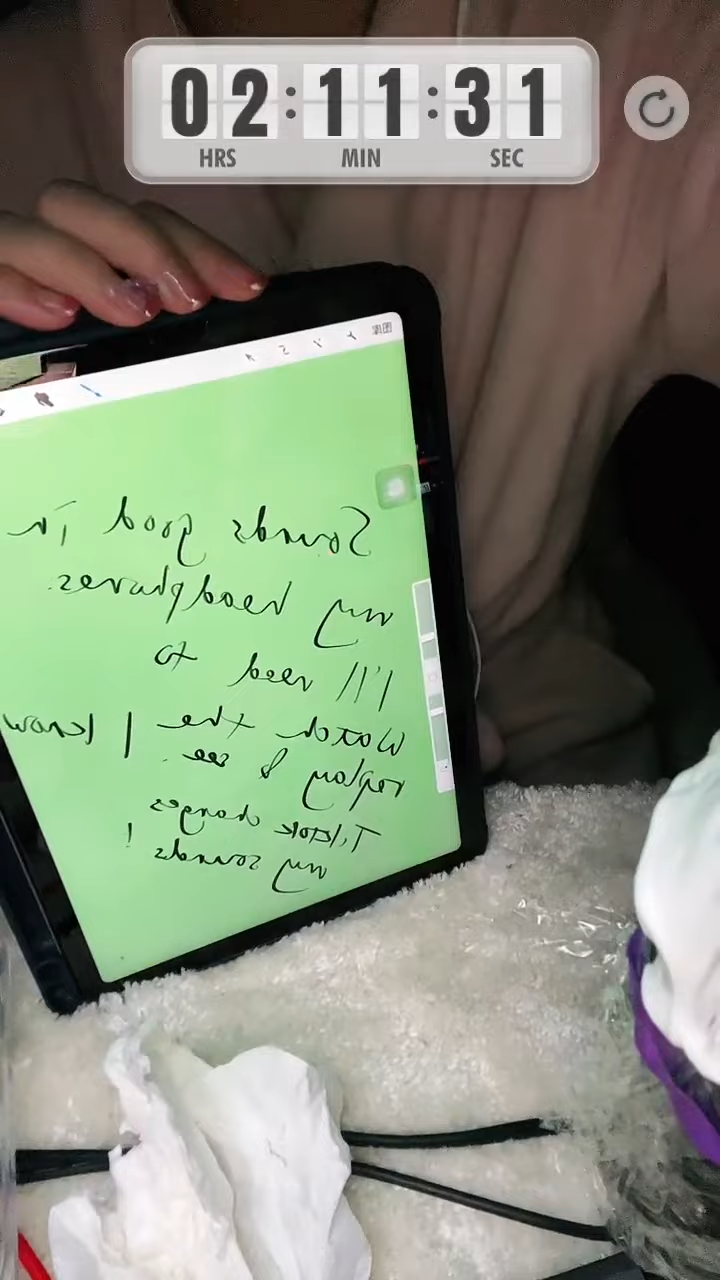 02:11:31
HRS MIN SEC
Sounds good in
my headphones.
I'll need to
Watch the | know
replay & see.
Tiktok changes
my sounds!